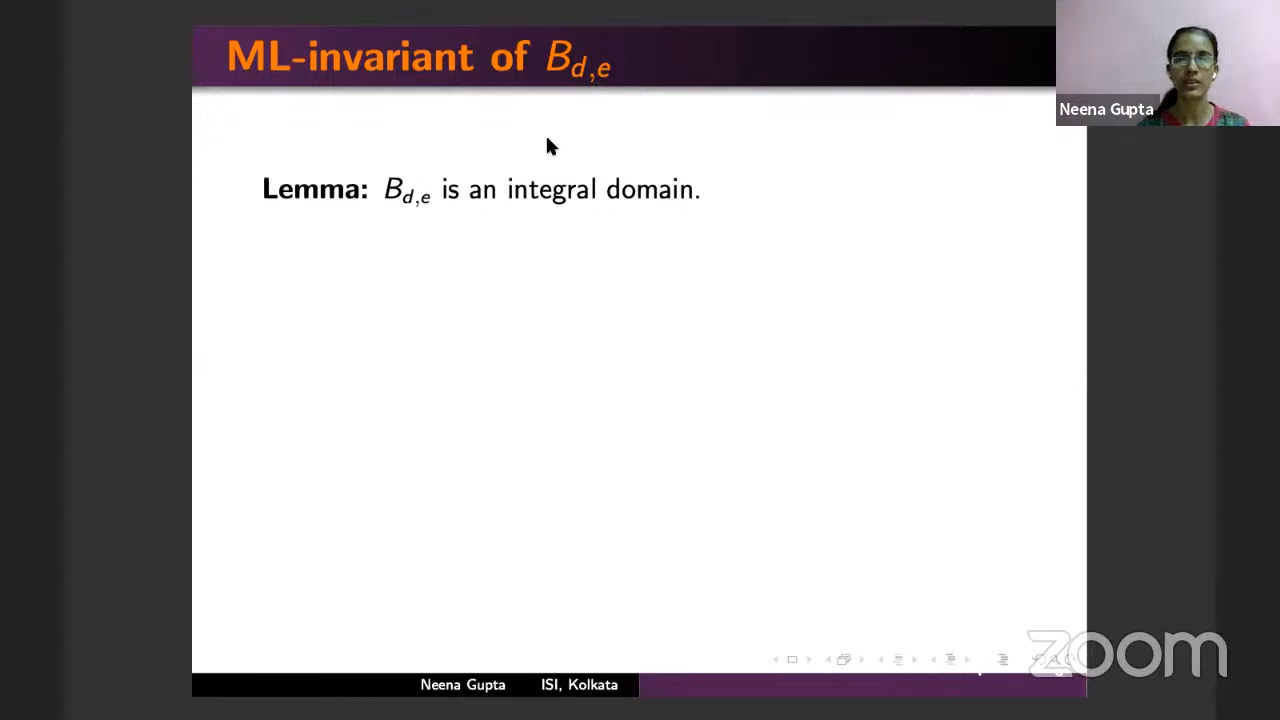 ML-invariant of B_{d,e}
Neena Gupta
Lemma: B_{d,e} is an integral domain.
zoom
Neena Gupta ISI, Kolkata